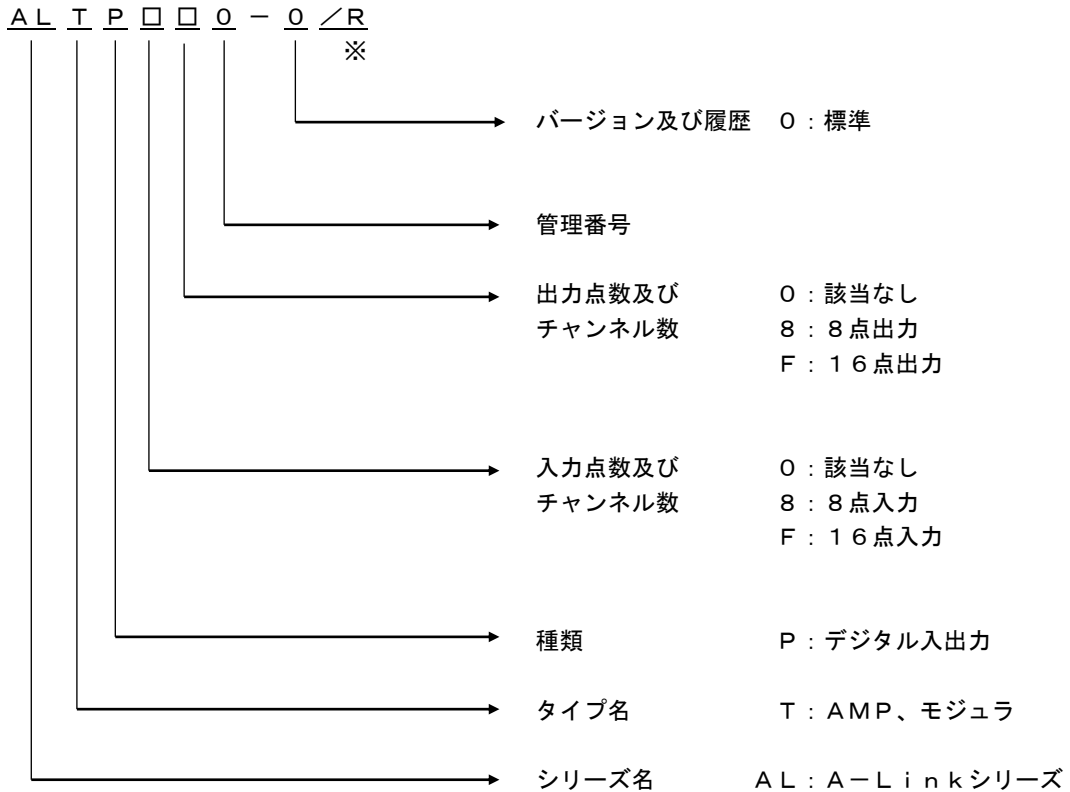 ＡＬ Ｔ Ｐ □ □ ０ － ０ ／Ｒ
※
バージョン及び履歴　０：標準
管理番号
出力点数及び　０：該当なし
チャンネル数　８：８点出力
Ｆ：１６点出力
入力点数及び　０：該当なし
チャンネル数　８：８点入力
Ｆ：１６点入力
種類　Ｐ：デジタル入出力
タイプ名　Ｔ：ＡＭＰ、モジュラ
シリーズ名　ＡＬ：Ａ－Ｌｉｎｋシリーズ